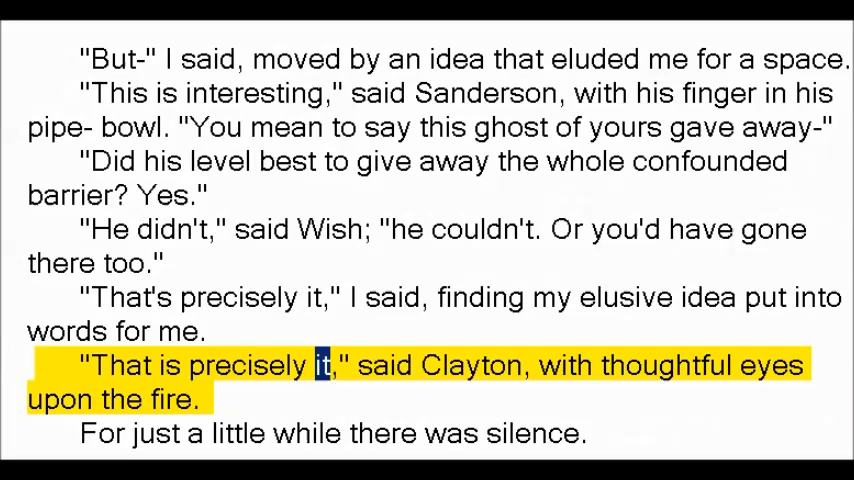 "But-" I said, moved by an idea that eluded me for a space.
"This is interesting," said Sanderson, with his finger in his
pipe- bowl. "You mean to say this ghost of yours gave away-"
"Did his level best to give away the whole confounded
barrier? Yes."
"He didn't," said Wish; "he couldn't. Or you'd have gone
there too."
"That's precisely it," I said, finding my elusive idea put into
words for me.
"That is precisely it," said Clayton, with thoughtful eyes
upon the fire.
For just a little while there was silence.